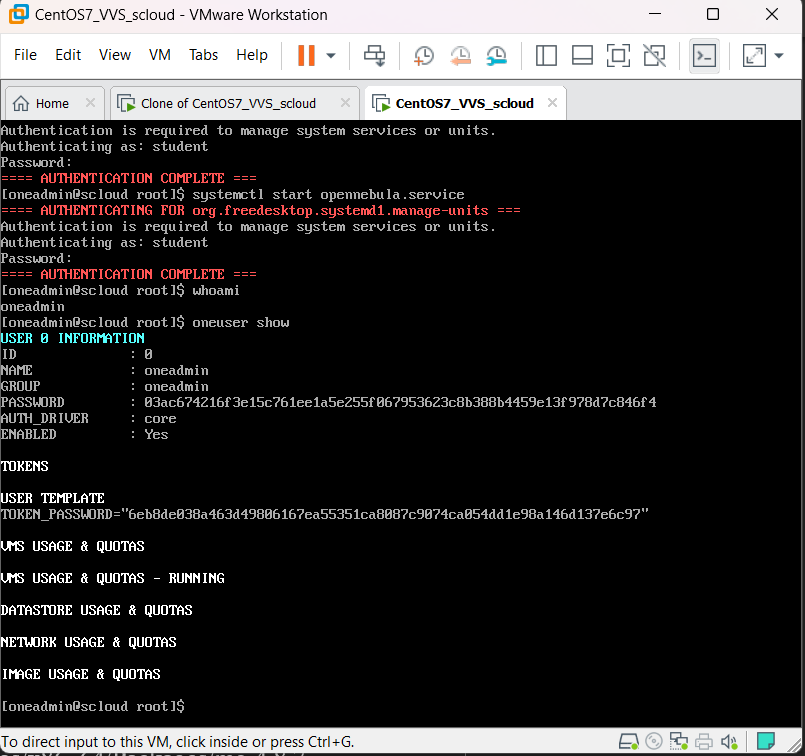 CentOS7_VVS_scloud - VMware Workstation
File Edit View VM Tabs Help
Home Clone of CentOS7_VVS_scloud CentOS7_VVS_scloud
Authentication is required to manage system services or units.
Authenticating as: student
Password:
==== AUTHENTICATION COMPLETE ===
[oneadmin@scloud root]$ systemctl start opennebula.service
==== AUTHENTICATING FOR org.freedesktop.systemd1.manage-units ===
Authentication is required to manage system services or units.
Authenticating as: student
Password:
==== AUTHENTICATION COMPLETE ===
[oneadmin@scloud root]$ whoami
oneadmin
[oneadmin@scloud root]$ oneuser show
USER 0 INFORMATION
ID : 0
NAME : oneadmin
GROUP : oneadmin
PASSWORD : 03ac674216f3e15c761ee1a5e255f067953623c8b388b4459e13f978d7c846f4
AUTH_DRIVER : core
ENABLED : Yes
TOKENS
USER TEMPLATE
TOKEN_PASSWORD="6eb8de038a463d49806167ea55351ca8087c9074ca054dd1e98a146d137e6c97"
VMS USAGE & QUOTAS
VMS USAGE & QUOTAS - RUNNING
DATASTORE USAGE & QUOTAS
NETWORK USAGE & QUOTAS
IMAGE USAGE & QUOTAS
[oneadmin@scloud root]$
To direct input to this VM, click inside or press Ctrl+G.